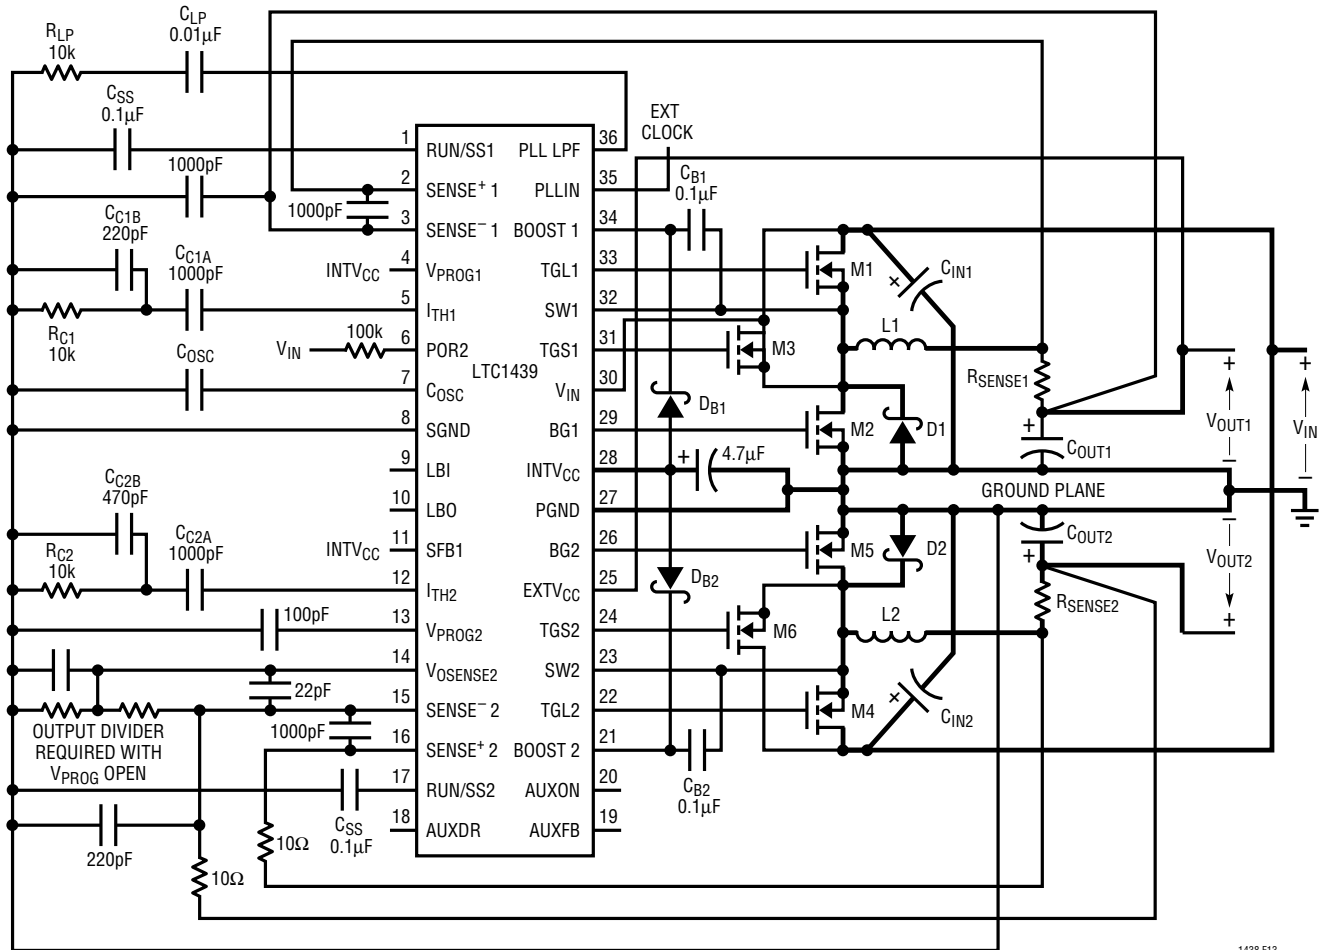 C_LP
0.01μF
R_LP
10k
C_SS
0.1μF
1000pF
EXT
CLOCK
C_B1
0.1μF
1000pF
C_C1B
220pF
C_C1A
1000pF
INTV_CC
R_C1
10k
V_IN
100k
C_OSC
C_C2B
470pF
C_C2A
1000pF
INTV_CC
R_C2
10k
100pF
22pF
1000pF
OUTPUT DIVIDER
REQUIRED WITH
V_PROG OPEN
220pF
10Ω
10Ω
C_SS
0.1μF
LTC1439
1 RUN/SS1
2 SENSE+ 1
3 SENSE− 1
4 V_PROG1
5 I_TH1
6 POR2
7 C_OSC
8 SGND
9 LBI
10 LBO
11 SFB1
12 I_TH2
13 V_PROG2
14 V_OSENSE2
15 SENSE− 2
16 SENSE+ 2
17 RUN/SS2
18 AUXDR
PLL LPF 36
PLLIN 35
BOOST 1 34
TGL1 33
SW1 32
TGS1 31
V_IN 30
BG1 29
INTV_CC 28
PGND 27
BG2 26
EXTV_CC 25
TGS2 24
SW2 23
TGL2 22
BOOST 2 21
AUXON 20
AUXFB 19
M1
C_IN1
+
L1
M3
R_SENSE1
D_B1
M2
D1
+
C_OUT1
+
4.7μF
+
V_OUT1
−
+
V_IN
−
GROUND PLANE
M5
D2
C_OUT2
+
−
V_OUT2
+
D_B2
R_SENSE2
M6
L2
M4
+
C_IN2
C_B2
0.1μF
1438 F13